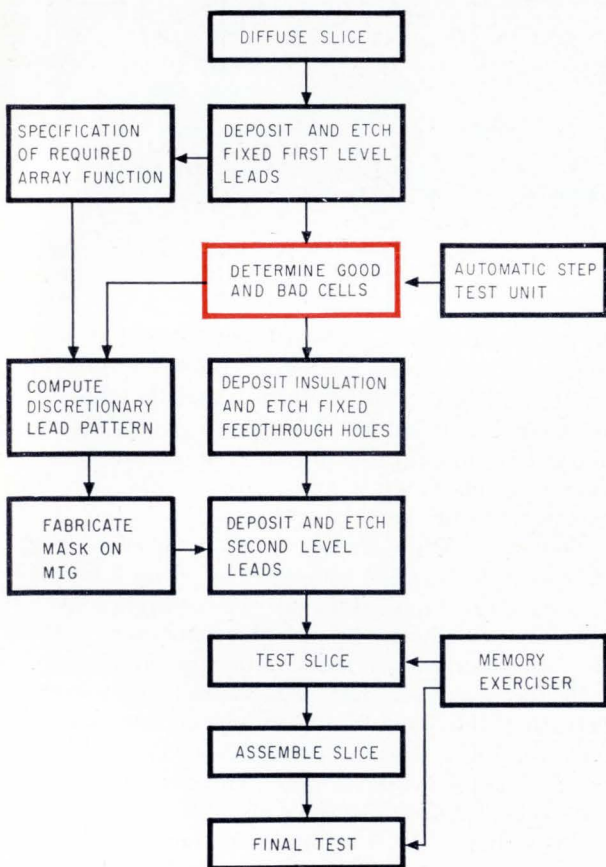 DIFFUSE SLICE
SPECIFICATION
OF REQUIRED
ARRAY FUNCTION
DEPOSIT AND ETCH
FIXED FIRST LEVEL
LEADS
DETERMINE GOOD
AND BAD CELLS
AUTOMATIC STEP
TEST UNIT
COMPUTE
DISCRETIONARY
LEAD PATTERN
DEPOSIT INSULATION
AND ETCH FIXED
FEEDTHROUGH HOLES
FABRICATE
MASK ON
MIG
DEPOSIT AND ETCH
SECOND LEVEL
LEADS
TEST SLICE
MEMORY
EXERCISER
ASSEMBLE SLICE
FINAL TEST